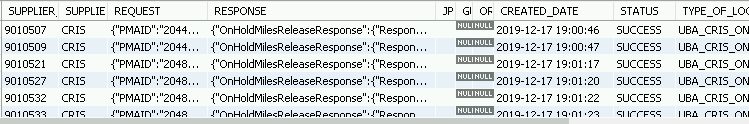 SUPPLIER_ SUPPLIE REQUEST RESPONSE JP GU OR CREATED_DATE STATUS TYPE_OF_LOC
9010507 CRIS {"PMAID":"2044... {"OnHoldMilesReleaseResponse":{"Respon... NULL NULL 2019-12-17 19:00:46 SUCCESS UBA_CRIS_ON
9010509 CRIS {"PMAID":"2044... {"OnHoldMilesReleaseResponse":{"Respon... NULL NULL 2019-12-17 19:00:47 SUCCESS UBA_CRIS_ON
9010521 CRIS {"PMAID":"2048... {"OnHoldMilesReleaseResponse":{"Respon... NULL NULL 2019-12-17 19:01:17 SUCCESS UBA_CRIS_ON
9010527 CRIS {"PMAID":"2048... {"OnHoldMilesReleaseResponse":{"Respon... NULL NULL 2019-12-17 19:01:20 SUCCESS UBA_CRIS_ON
9010532 CRIS {"PMAID":"2048... {"OnHoldMilesReleaseResponse":{"Respon... NULL NULL 2019-12-17 19:01:22 SUCCESS UBA_CRIS_ON
9010533 CRIS {"PMAID":"2048... {"OnHoldMilesReleaseResponse":{"Respon... NULL NULL 2019-12-17 19:01:23 SUCCESS UBA_CRIS_ON